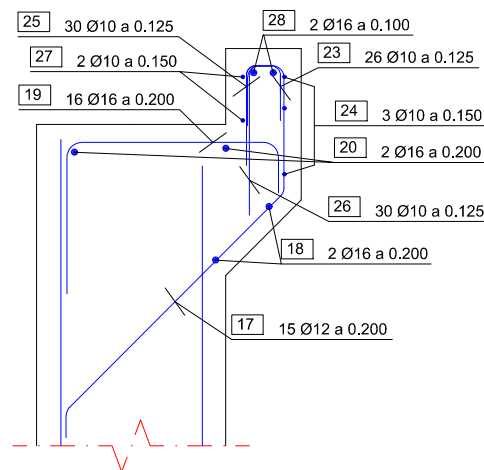 25 30 Ø10 a 0.125
28 2 Ø16 a 0.100
27 2 Ø10 a 0.150
23 26 Ø10 a 0.125
19 16 Ø16 a 0.200
24 3 Ø10 a 0.150
20 2 Ø16 a 0.200
26 30 Ø10 a 0.125
18 2 Ø16 a 0.200
17 15 Ø12 a 0.200